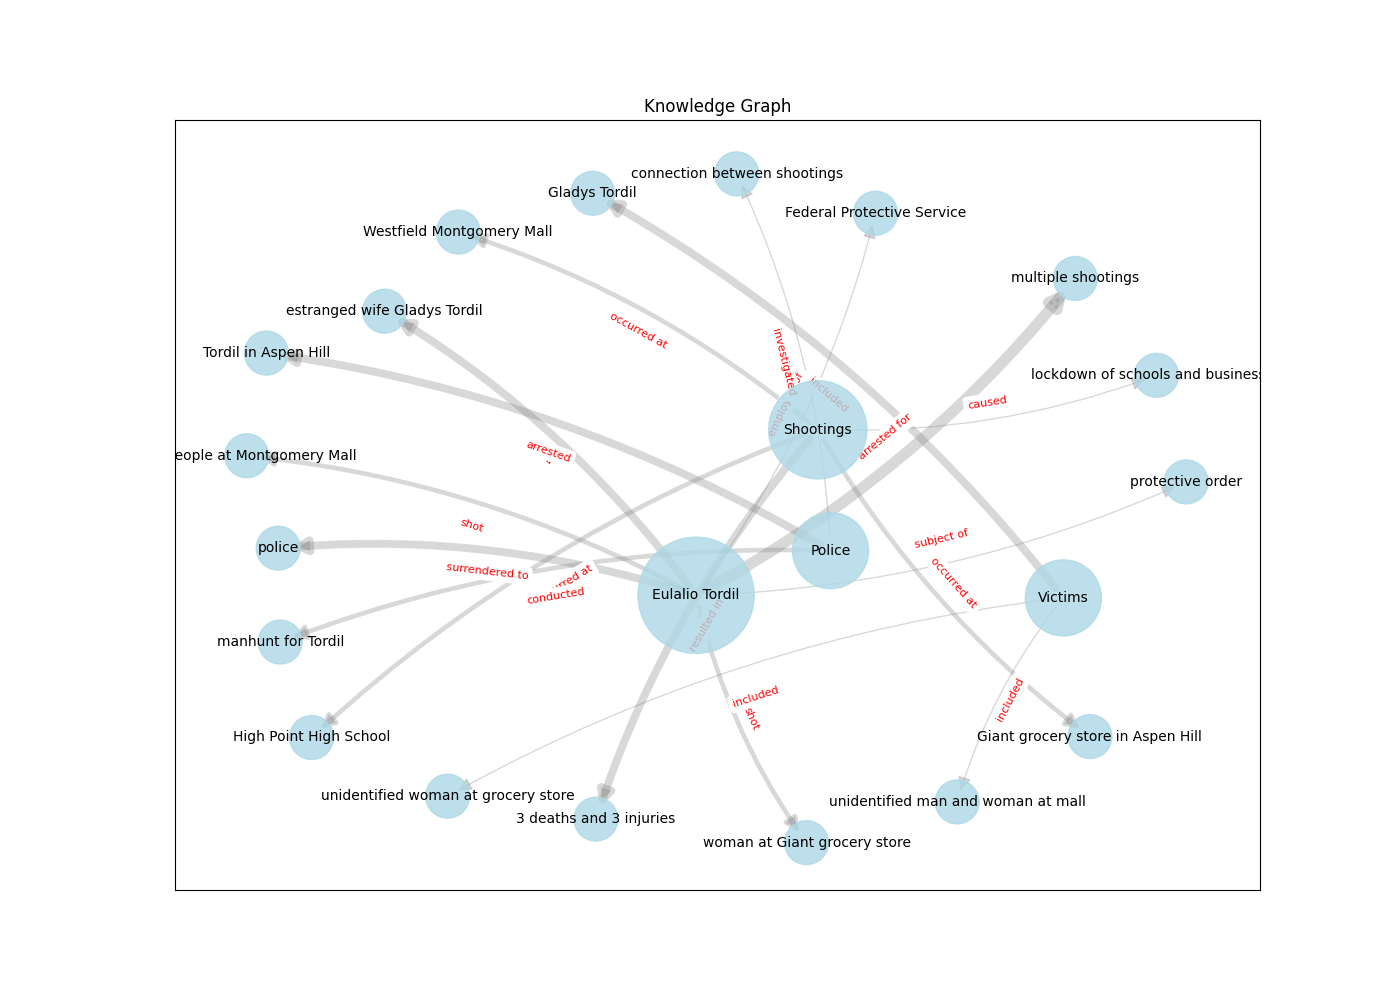 Knowledge Graph
connection between shootings
Gladys Tordil
Federal Protective Service
Westfield Montgomery Mall
multiple shootings
estranged wife Gladys Tordil
occurred at
Tordil in Aspen Hill
investigated
included
lockdown of schools and business
caused
arrested for
Shootings
arrested
eople at Montgomery Mall
protective order
shot
subject of
police
Police
surrendered to
occurred at
conducted
Eulalio Tordil
Victims
resulted in
manhunt for Tordil
included
included
shot
High Point High School
Giant grocery store in Aspen Hill
unidentified woman at grocery store
unidentified man and woman at mall
3 deaths and 3 injuries
woman at Giant grocery store